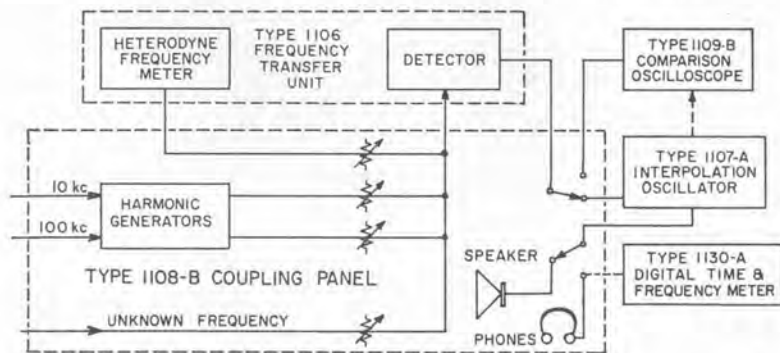 TYPE 1106
FREQUENCY
TRANSFER
UNIT
HETERODYNE
FREQUENCY
METER
DETECTOR
TYPE 1109-B
COMPARISON
OSCILLOSCOPE
TYPE 1107-A
INTERPOLATION
OSCILLATOR
10 kc
100 kc
HARMONIC
GENERATORS
TYPE 1108-B COUPLING PANEL
SPEAKER
TYPE 1130-A
DIGITAL TIME &
FREQUENCY METER
UNKNOWN FREQUENCY
PHONES